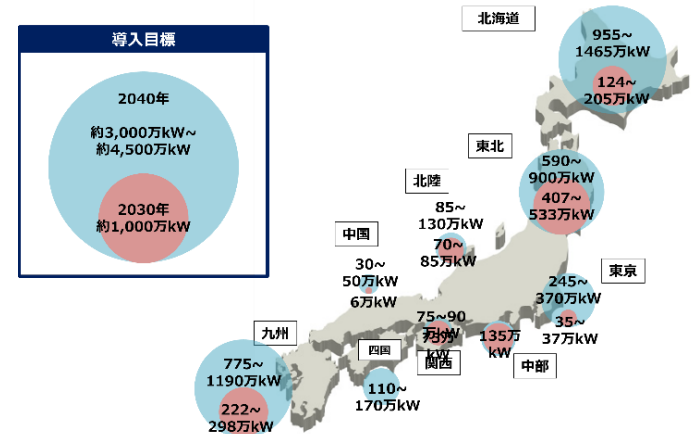 導入目標
2040年
約3,000万kW~
約4,500万kW
2030年
約1,000万kW
北海道
955~
1465万kW
124~
205万kW
東北
590~
900万kW
407~
533万kW
北陸
85~
130万kW
70~
85万kW
中国
30~
50万kW
6万kW
東京
245~
370万kW
35~
37万kW
75~90
万kW
関西
135万
kW
中部
九州
775~
1190万kW
222~
298万kW
四国
110~
170万kW